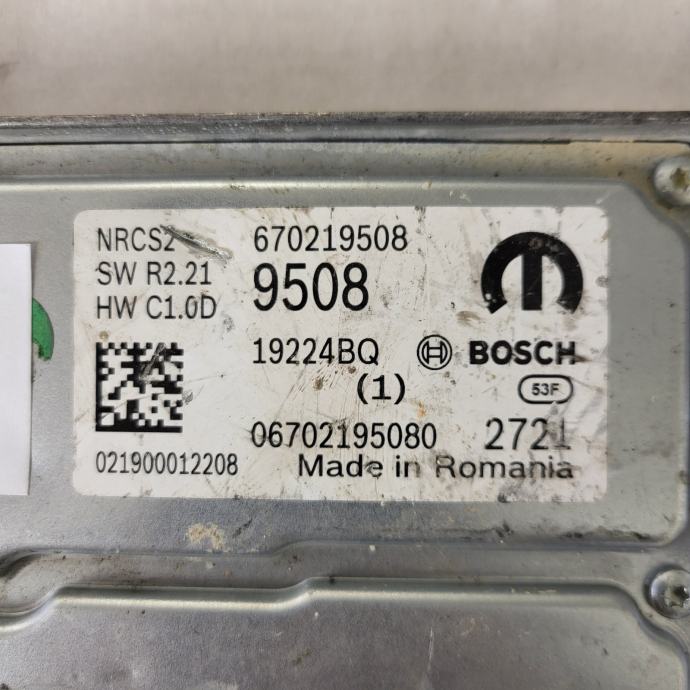 NRCS2 670219508
SW R2.21 9508
HW C1.0D
19224BQ BOSCH
(1) 53F
06702195080 2721
021900012208 Made in Romania